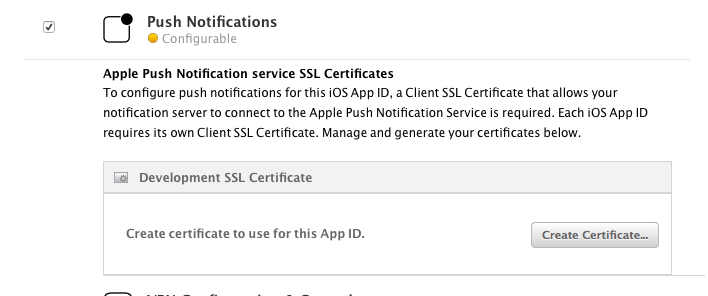 Push Notifications
Configurable
Apple Push Notification service SSL Certificates
To configure push notifications for this iOS App ID, a Client SSL Certificate that allows your
notification server to connect to the Apple Push Notification Service is required. Each iOS App ID
requires its own Client SSL Certificate. Manage and generate your certificates below.
Development SSL Certificate
Create certificate to use for this App ID.
Create Certificate...